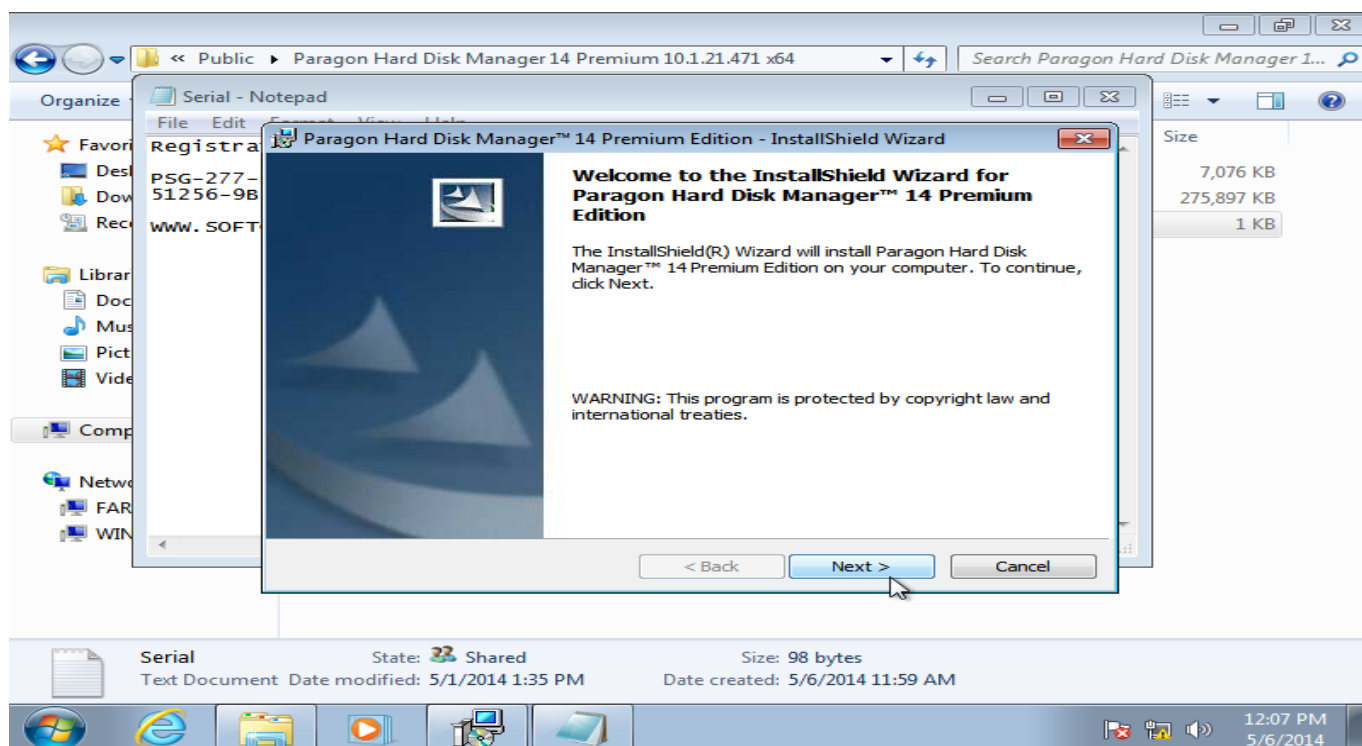 « Public ▸ Paragon Hard Disk Manager 14 Premium 10.1.21.471 x64
Search Paragon Hard Disk Manager 1...
Organize
Serial - Notepad
File Edit Format View Help
Size
Registra
PSG-277-
51256-9B
WWW.SOFT
Paragon Hard Disk Manager™ 14 Premium Edition - InstallShield Wizard
Welcome to the InstallShield Wizard for
Paragon Hard Disk Manager™ 14 Premium
Edition
The InstallShield(R) Wizard will install Paragon Hard Disk
Manager™ 14 Premium Edition on your computer. To continue,
click Next.
WARNING: This program is protected by copyright law and
international treaties.
< Back Next > Cancel
7,076 KB
275,897 KB
1 KB
Favori
Desl
Dow
Rece
Librar
Doc
Mus
Pict
Vide
Comp
Netwo
FAR
WIN
Serial State: Shared Size: 98 bytes
Text Document Date modified: 5/1/2014 1:35 PM Date created: 5/6/2014 11:59 AM
12:07 PM
5/6/2014